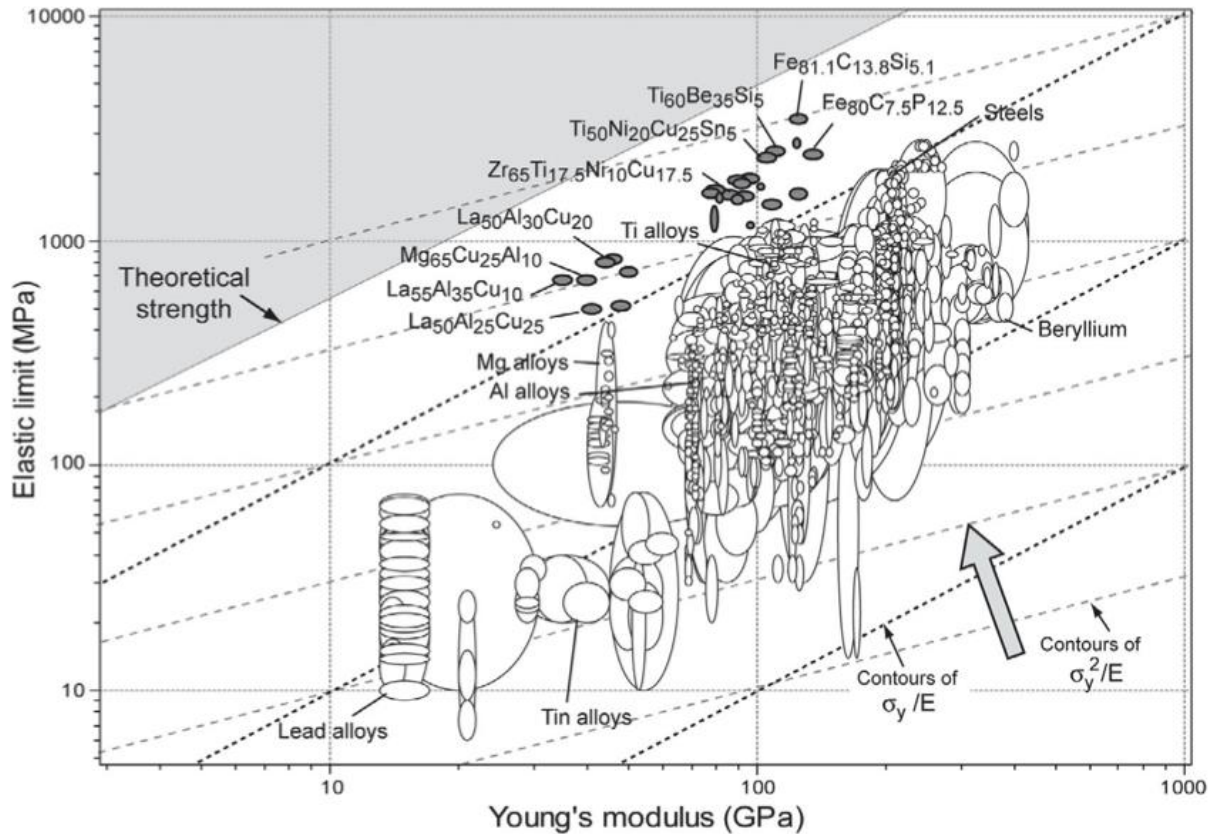 10000
Fe₈₁.₁C₁₃.₈Si₅.₁
Ti₆₀Be₃₅Si₅
Fe₈₀C₇.₅P₁₂.₅
Steels
Ti₅₀Ni₂₀Cu₂₅Sn₅
Zr₆₅Ti₁₇.₅Ni₁₀Cu₁₇.₅
La₅₀Al₃₀Cu₂₀
Ti alloys
1000
Mg₆₅Cu₂₅Al₁₀
Theoretical
strength
La₅₅Al₃₅Cu₁₀
La₅₀Al₂₅Cu₂₅
Beryllium
Mg alloys
Al alloys
Elastic limit (MPa)
100
Contours of
σy²/E
Contours of
σy /E
10
Lead alloys
Tin alloys
10
100
1000
Young's modulus (GPa)